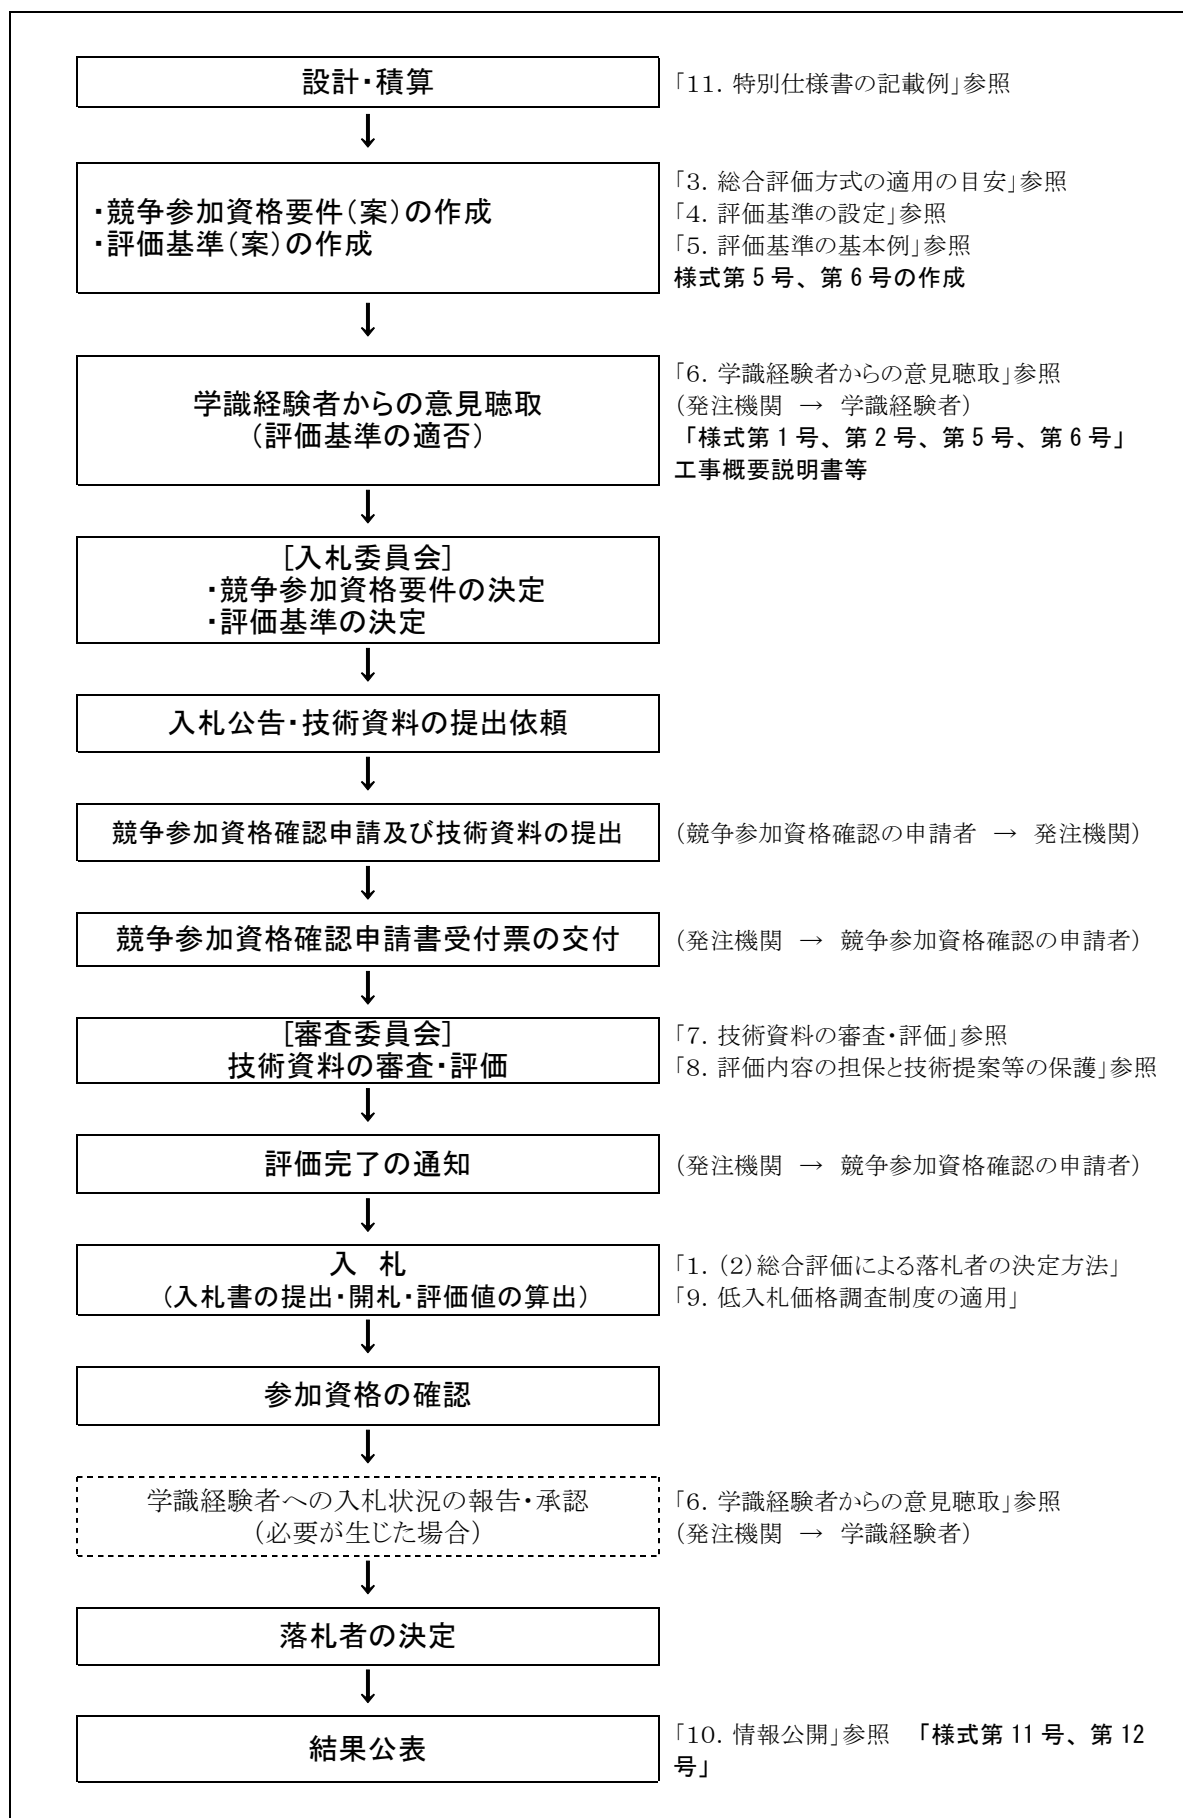 設計・積算
「11．特別仕様書の記載例」参照
・競争参加資格要件（案）の作成
・評価基準（案）の作成
「3．総合評価方式の適用の目安」参照
「4．評価基準の設定」参照
「5．評価基準の基本例」参照
様式第５号、第６号の作成
学識経験者からの意見聴取
（評価基準の適否）
「6．学識経験者からの意見聴取」参照
（発注機関 → 学識経験者）
「様式第１号、第２号、第５号、第６号」
工事概要説明書等
［入札委員会］
・競争参加資格要件の決定
・評価基準の決定
入札公告・技術資料の提出依頼
競争参加資格確認申請及び技術資料の提出
（競争参加資格確認の申請者 → 発注機関）
競争参加資格確認申請書受付票の交付
（発注機関 → 競争参加資格確認の申請者）
［審査委員会］
技術資料の審査・評価
「7．技術資料の審査・評価」参照
「8．評価内容の担保と技術提案等の保護」参照
評価完了の通知
（発注機関 → 競争参加資格確認の申請者）
入 札
（入札書の提出・開札・評価値の算出）
「1．（2）総合評価による落札者の決定方法」
「9．低入札価格調査制度の適用」
参加資格の確認
学識経験者への入札状況の報告・承認
（必要が生じた場合）
「6．学識経験者からの意見聴取」参照
（発注機関 → 学識経験者）
落札者の決定
結果公表
「10．情報公開」参照 「様式第 11 号、第 12
号」